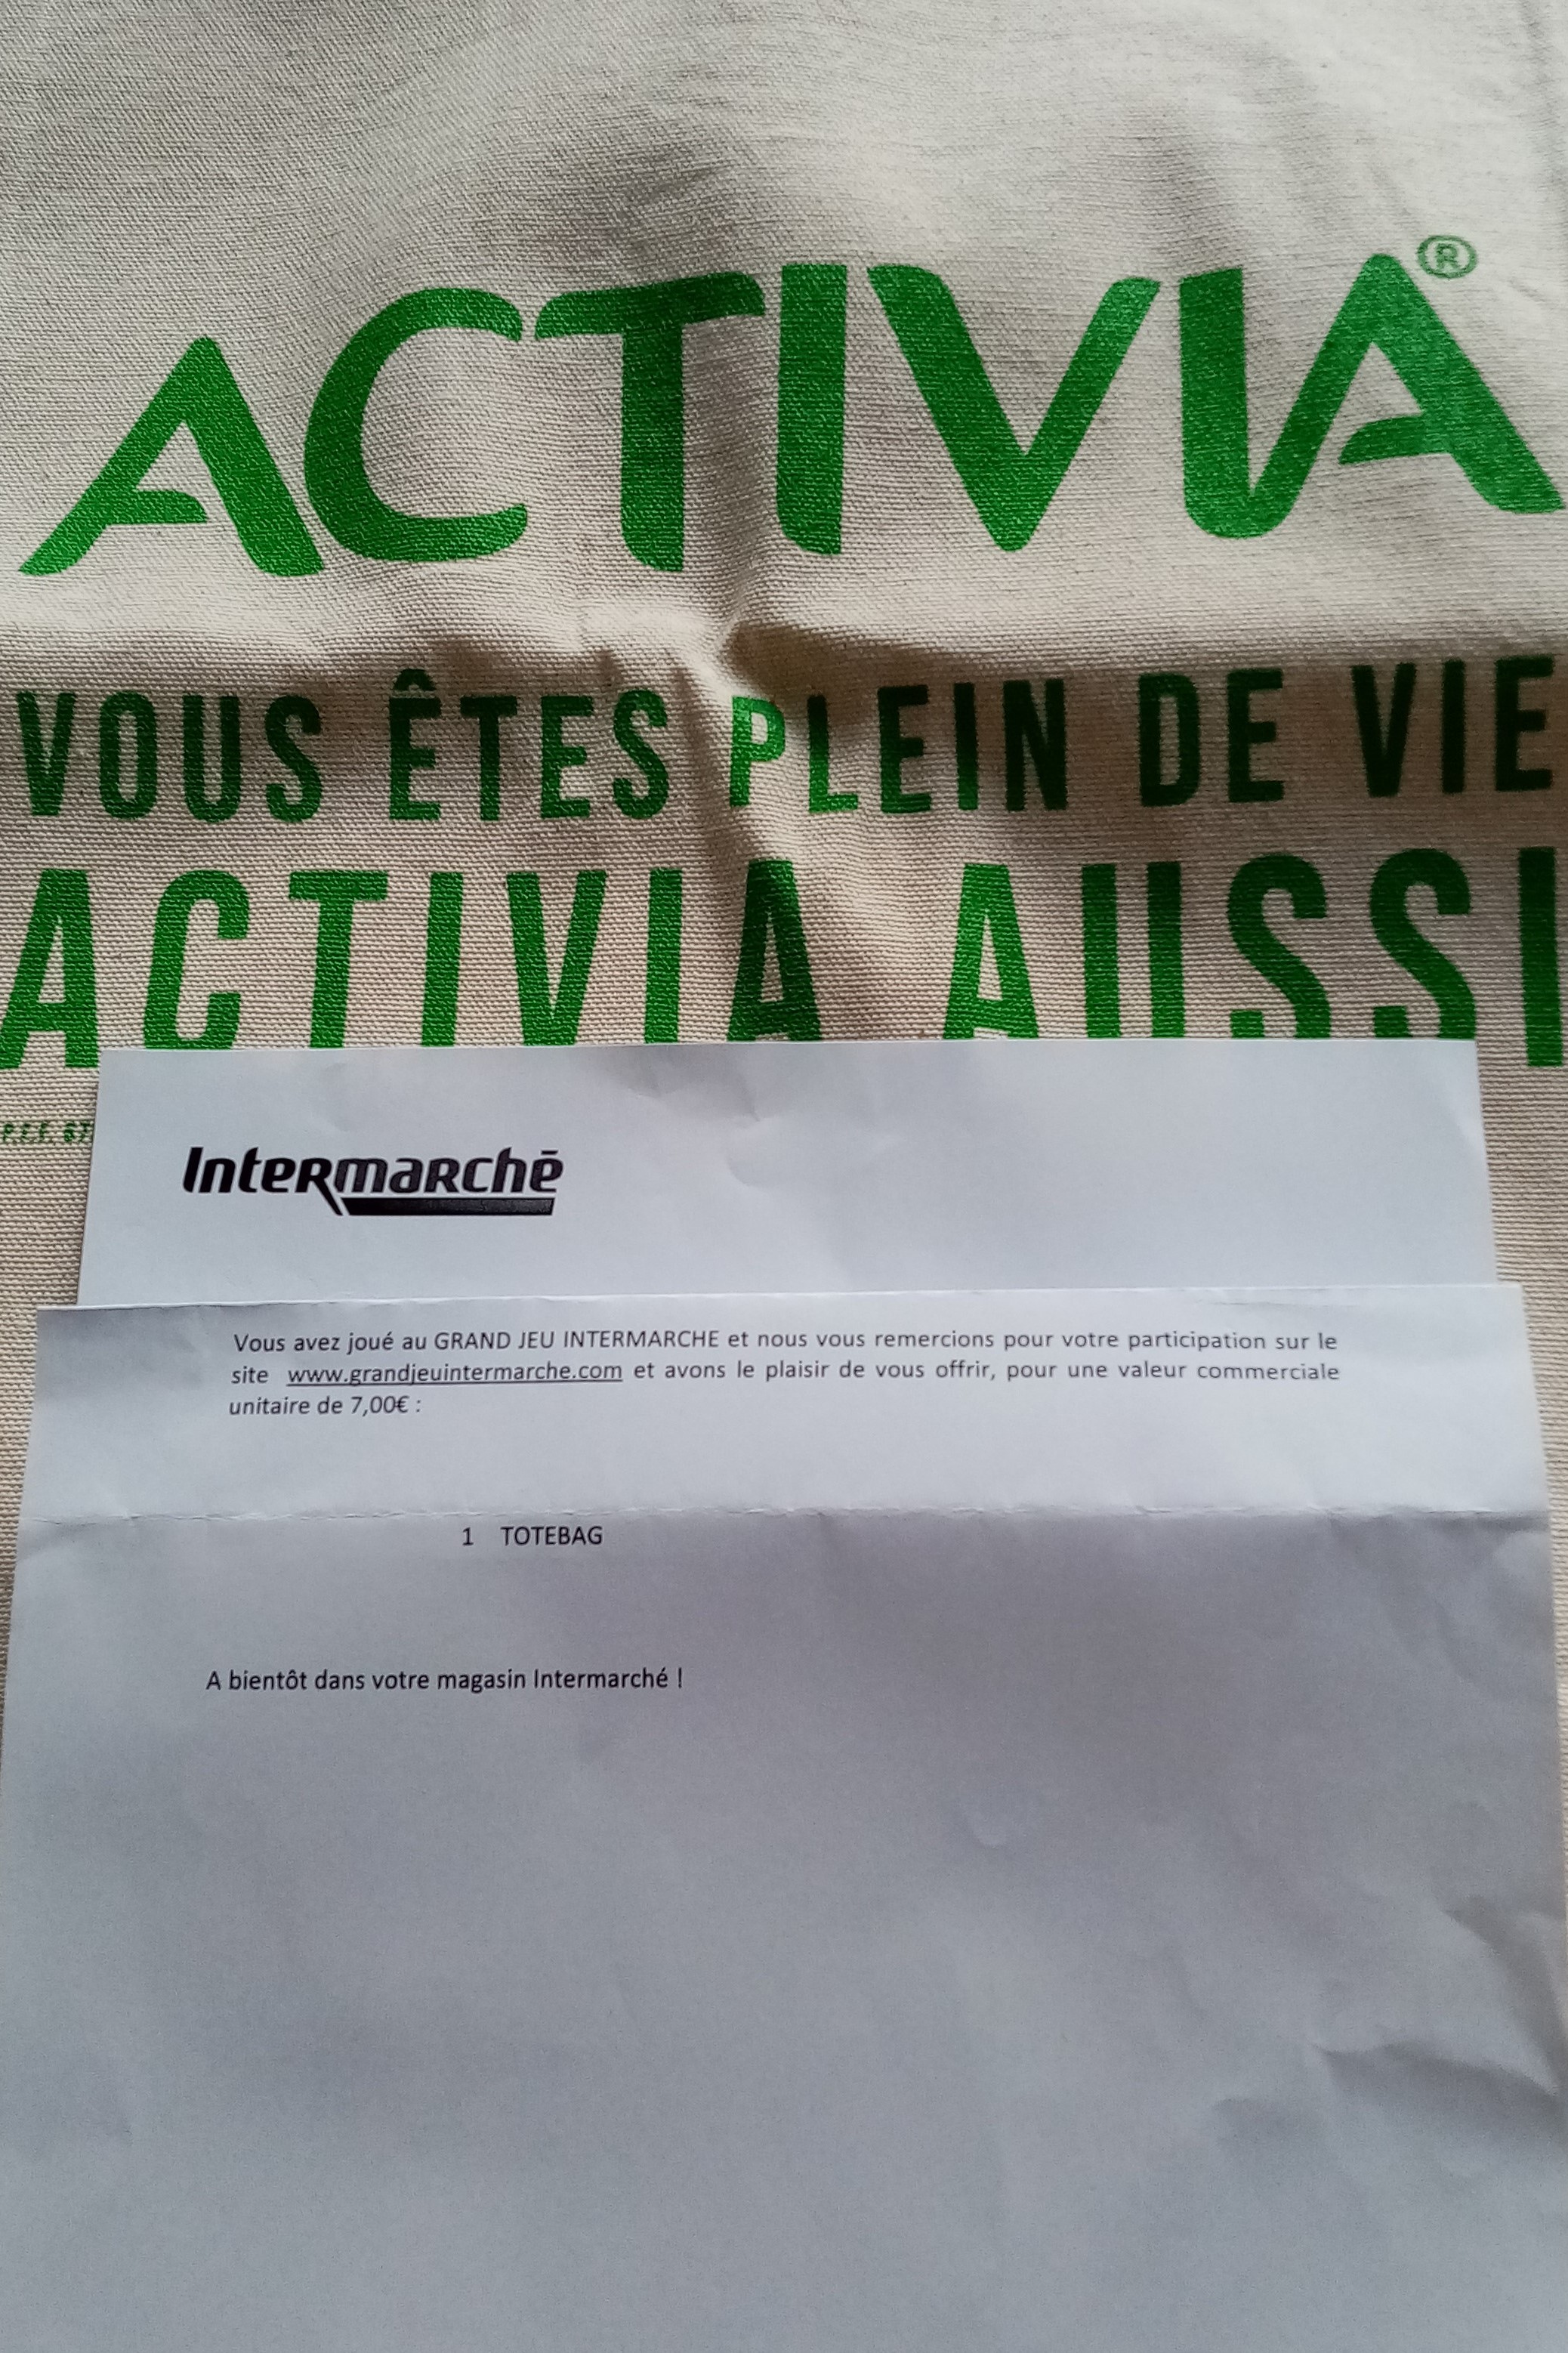 ACTIVIA®
VOUS ÊTES PLEIN DE VIE
ACTIVIA AUSSI
P.E.F. 67
Intermarché
Vous avez joué au GRAND JEU INTERMARCHE et nous vous remercions pour votre participation sur le
site www.grandjeuintermarche.com et avons le plaisir de vous offrir, pour une valeur commerciale
unitaire de 7,00€ :
1 TOTEBAG
A bientôt dans votre magasin Intermarché !